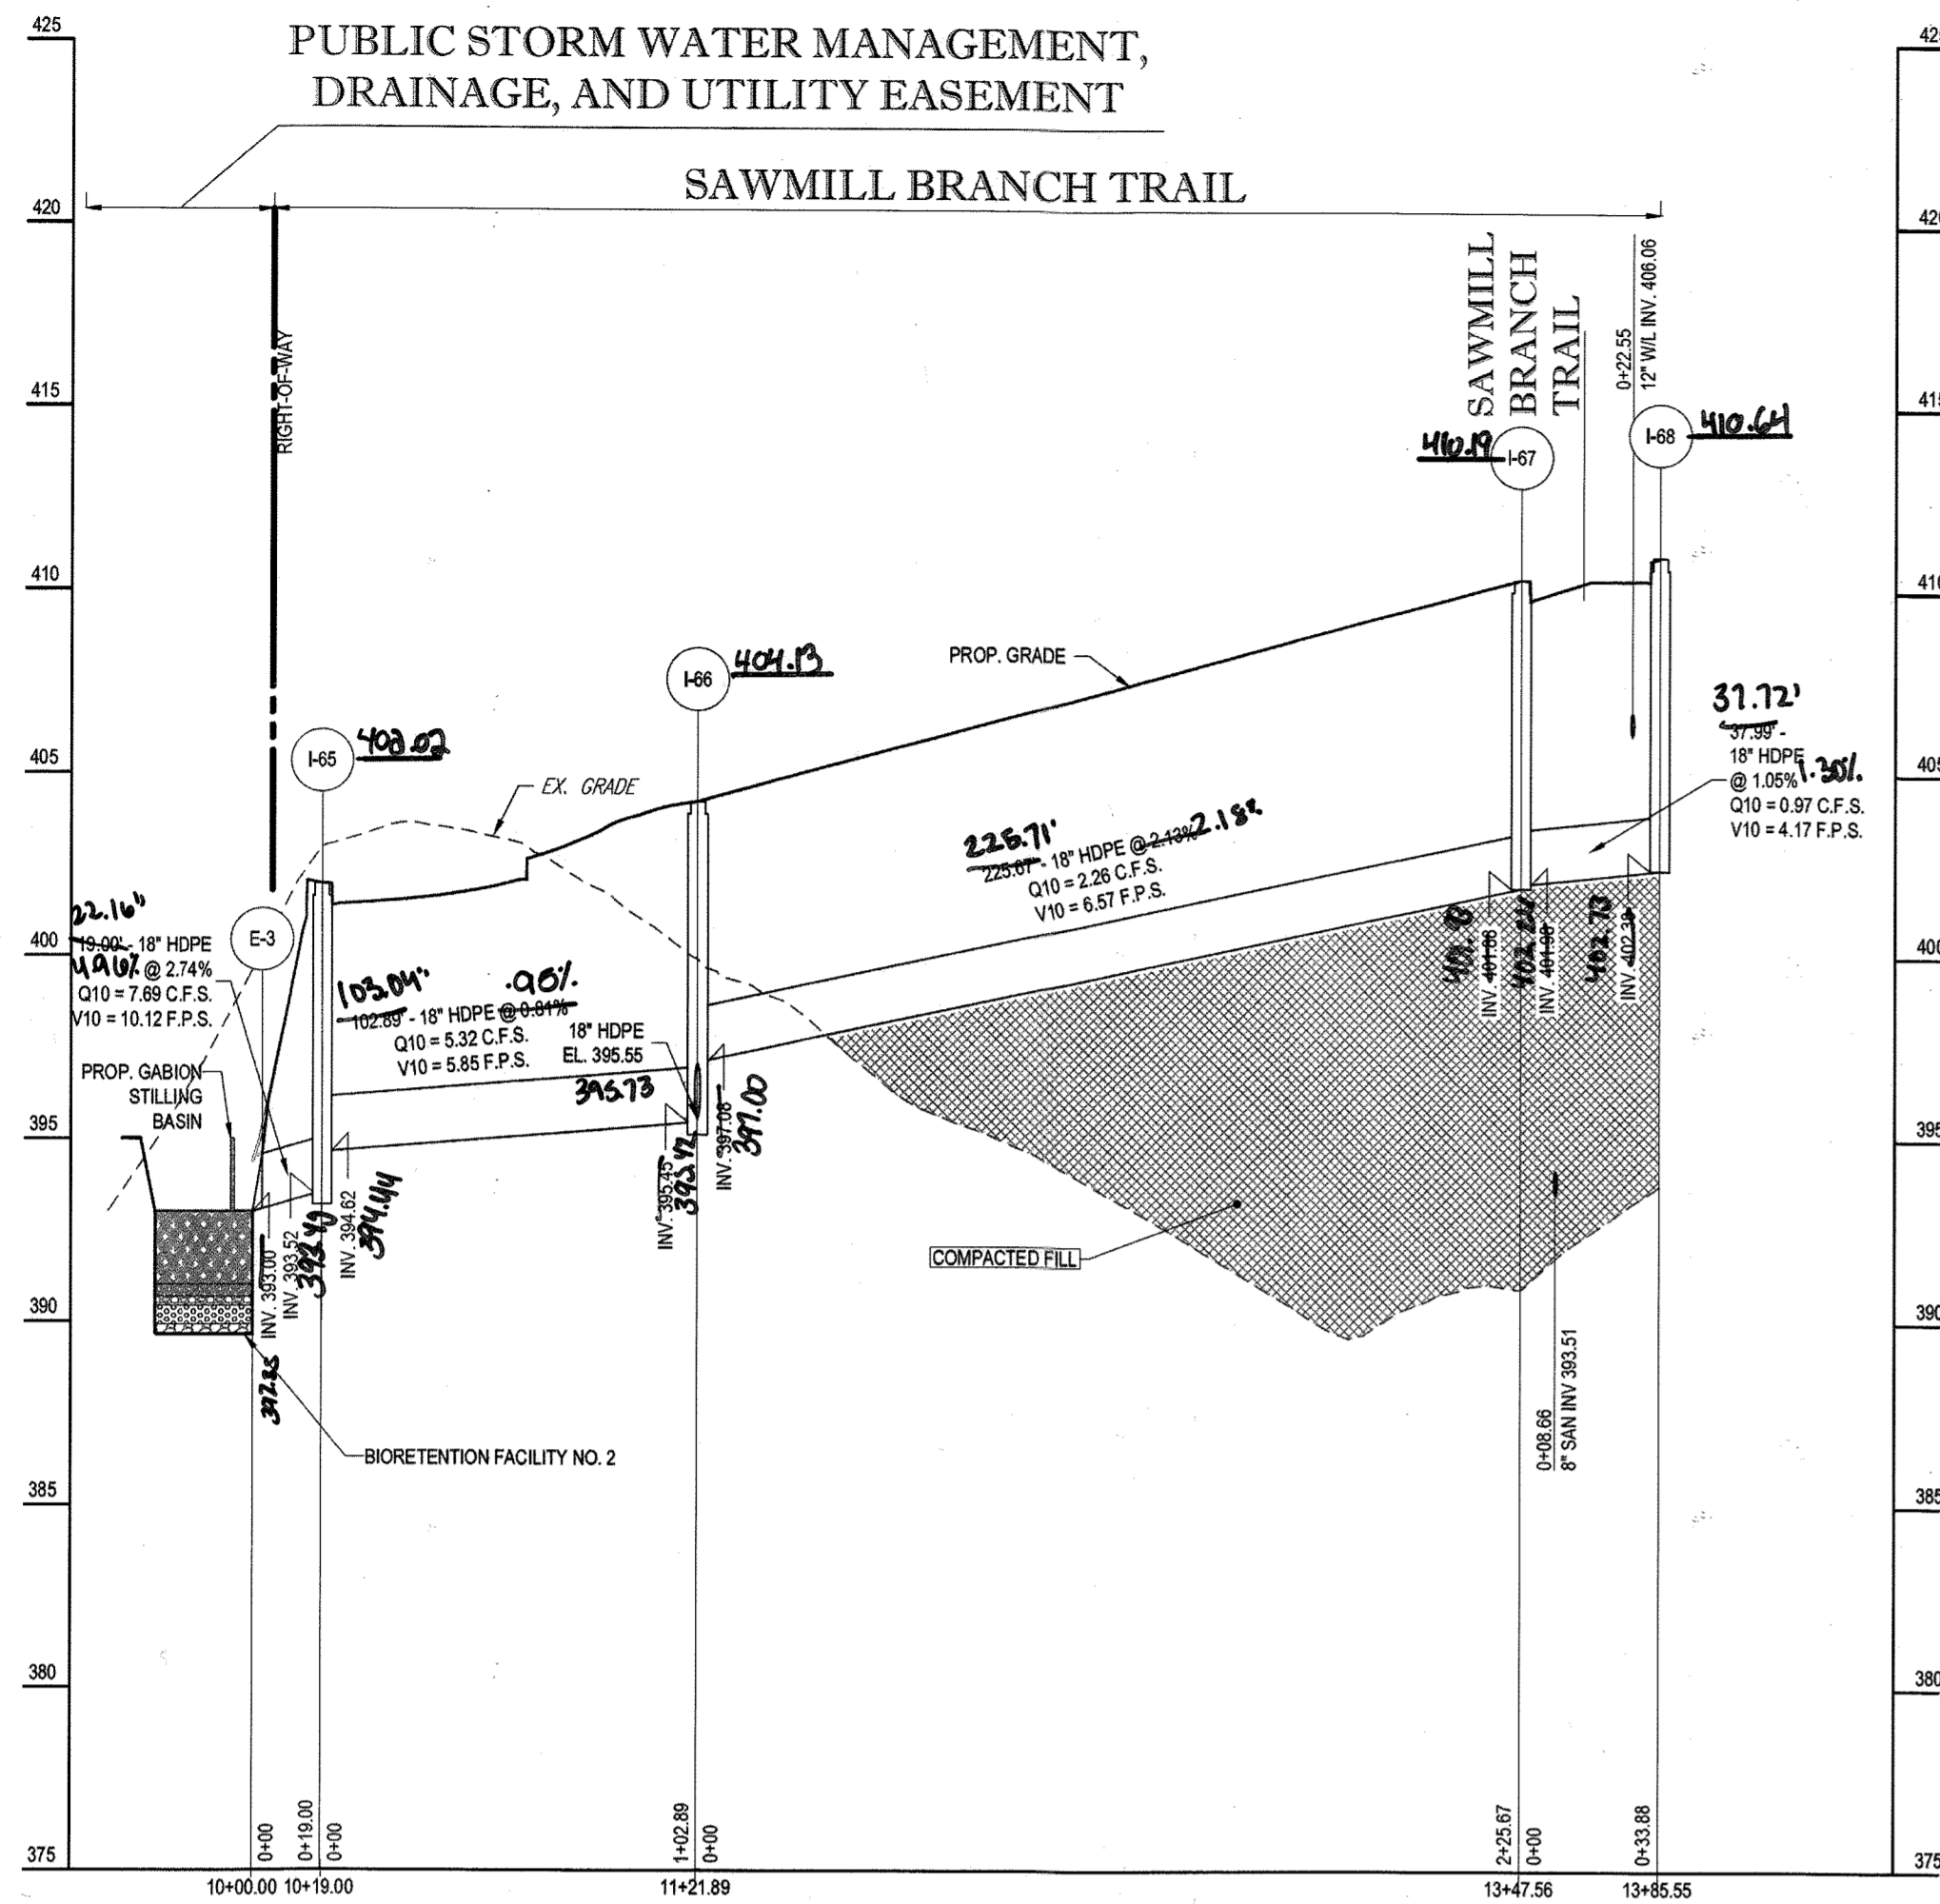 PUBLIC STORM WATER MANAGEMENT,
DRAINAGE, AND UTILITY EASEMENT
SAWMILL BRANCH TRAIL
425
420
415
410
405
400
395
390
385
380
375
RIGHT-OF-WAY
SAWMILL
BRANCH
TRAIL
0+22.55
12" W/L INV. 406.06
I-65
I-66
404.13
410.19
I-67
I-68
410.64
E-3
EX. GRADE
PROP. GRADE
22.16'
19.00' - 18" HDPE
4.96% @ 2.74%
Q10 = 7.69 C.F.S.
V10 = 10.12 F.P.S.
PROP. GABION
STILLING
BASIN
103.04'
.95%
102.89' - 18" HDPE @ 0.81%
Q10 = 5.32 C.F.S.
V10 = 5.85 F.P.S.
18" HDPE
EL. 395.55
395.73
225.71'
2.18%
225.67' - 18" HDPE @ 2.13%
Q10 = 2.26 C.F.S.
V10 = 6.57 F.P.S.
37.72'
37.99' -
18" HDPE
@ 1.05% 1.30%
Q10 = 0.97 C.F.S.
V10 = 4.17 F.P.S.
INV. 393.00
INV. 393.52
INV. 394.62
394.44
INV. 395.45
395.42
INV. 397.08
397.00
INV. 401.88
401.93
INV. 401.98
INV. 402.38
402.73
COMPACTED FILL
BIORETENTION FACILITY NO. 2
0+08.66
8" SAN INV 393.51
0+00
0+19.00
0+00
1+02.89
0+00
2+25.67
0+00
0+33.88
10+00.00
10+19.00
11+21.89
13+47.56
13+85.55